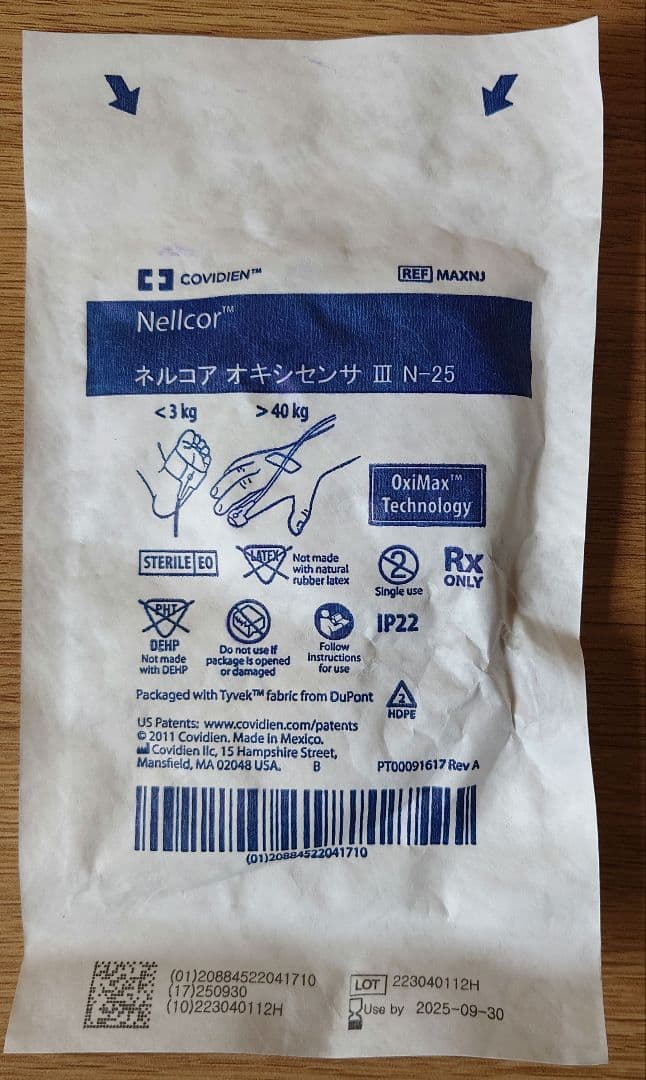 COVIDIEN™
REF MAXNJ
Nellcor™
ネルコア オキシセンサ Ⅲ N-25
<3 kg >40 kg
OxiMax™
Technology
STERILE EO
LATEX
Not made
with natural
rubber latex
2
Single use
Rx
ONLY
PHT
DEHP
Not made
with DEHP
Do not use if
package is opened
or damaged
Follow
instructions
for use
IP22
Packaged with Tyvek™ fabric from DuPont
2
HDPE
US Patents: www.covidien.com/patents
© 2011 Covidien. Made in Mexico.
Covidien llc, 15 Hampshire Street,
Mansfield, MA 02048 USA. B
PT00091617 Rev A
(01)20884522041710
(01)20884522041710
(17)250930
(10)223040112H
LOT 223040112H
Use by 2025-09-30